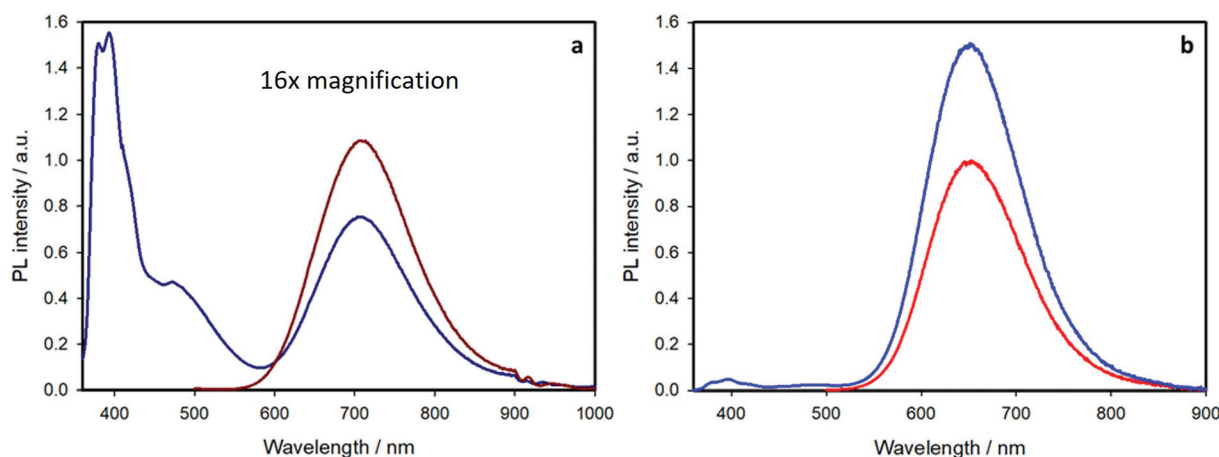 a
16x magnification
PL intensity / a.u.
1.6
1.4
1.2
1.0
0.8
0.6
0.4
0.2
0.0
400 500 600 700 800 900 1000
Wavelength / nm
b
PL intensity / a.u.
1.6
1.4
1.2
1.0
0.8
0.6
0.4
0.2
0.0
400 500 600 700 800 900
Wavelength / nm